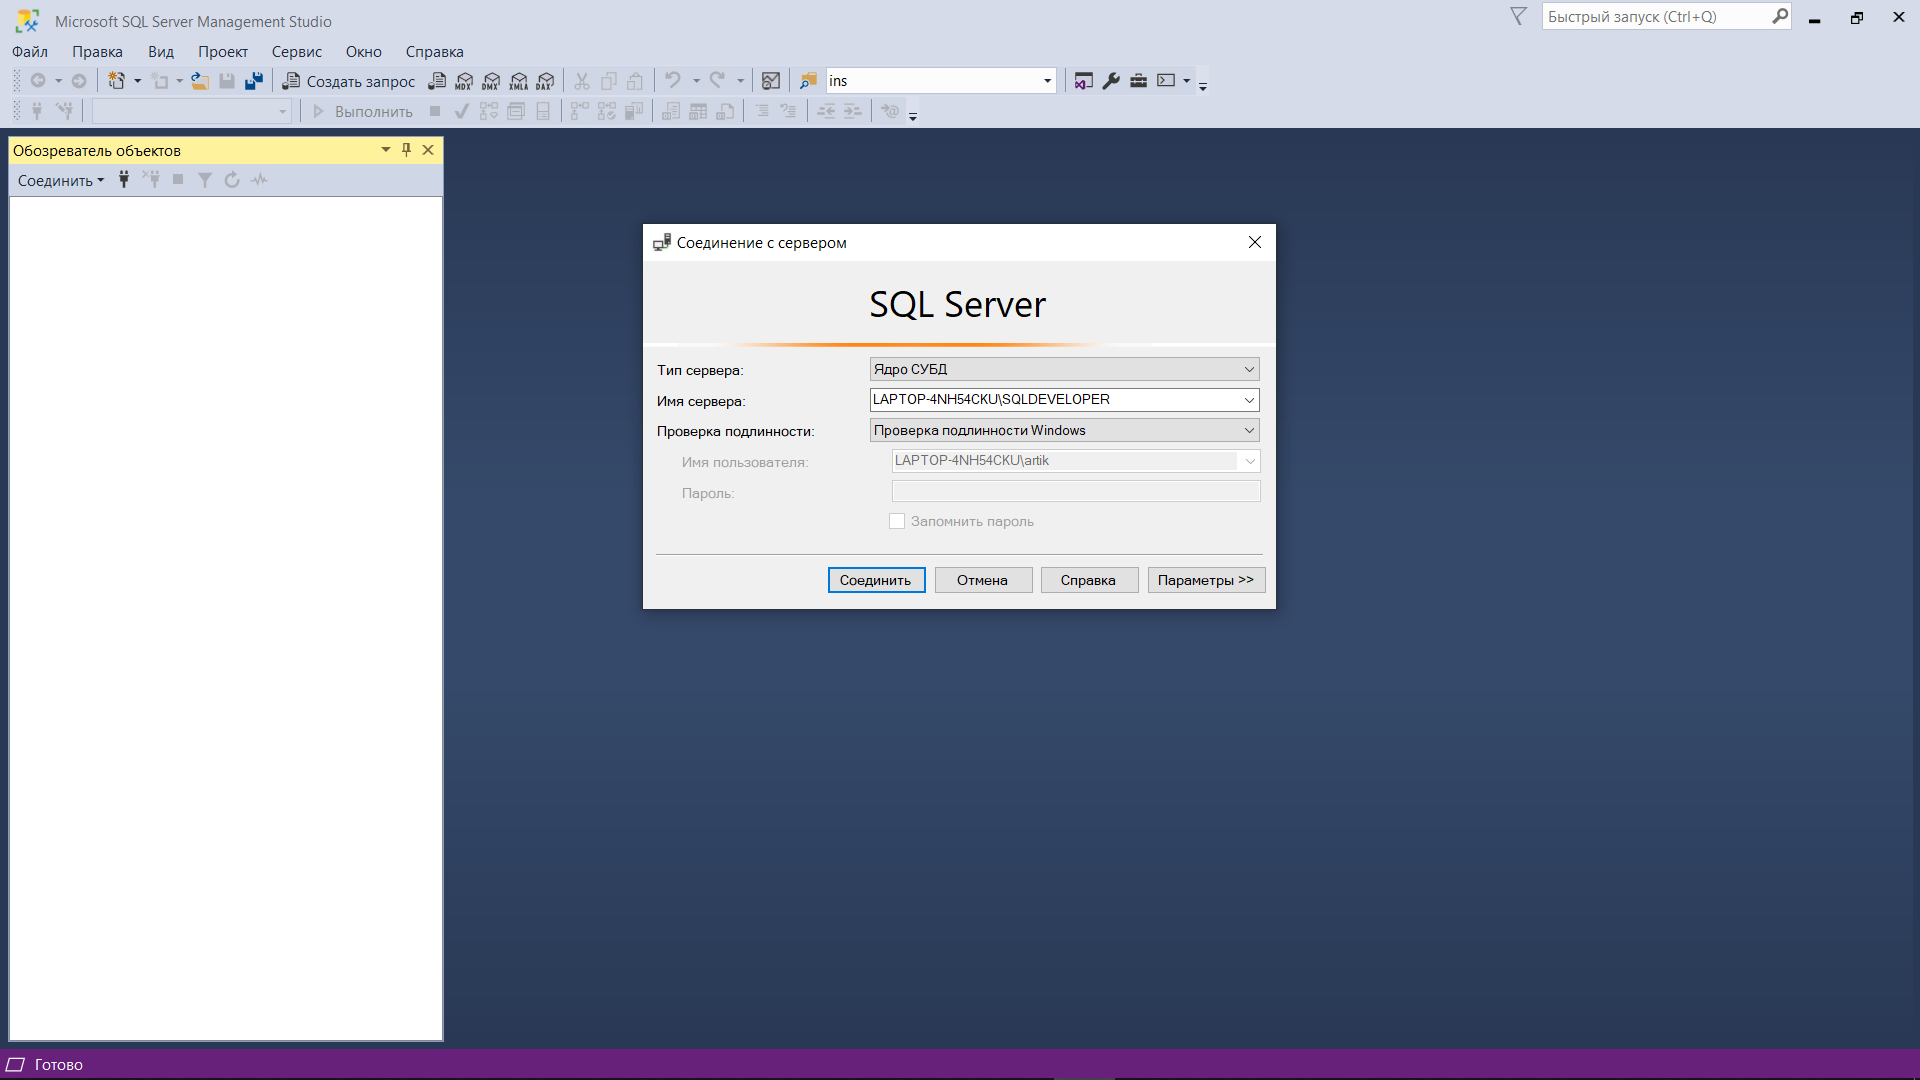 Microsoft SQL Server Management Studio
Быстрый запуск (Ctrl+Q)
Файл Правка Вид Проект Сервис Окно Справка
Создать запрос MDX DMX XMLA DAX ins
Выполнить
Обозреватель объектов
Соединить
Соединение с сервером
SQL Server
Тип сервера: Ядро СУБД
Имя сервера: LAPTOP-4NH54CKU\SQLDEVELOPER
Проверка подлинности: Проверка подлинности Windows
Имя пользователя: LAPTOP-4NH54CKU\artik
Пароль:
Запомнить пароль
Соединить Отмена Справка Параметры >>
Готово